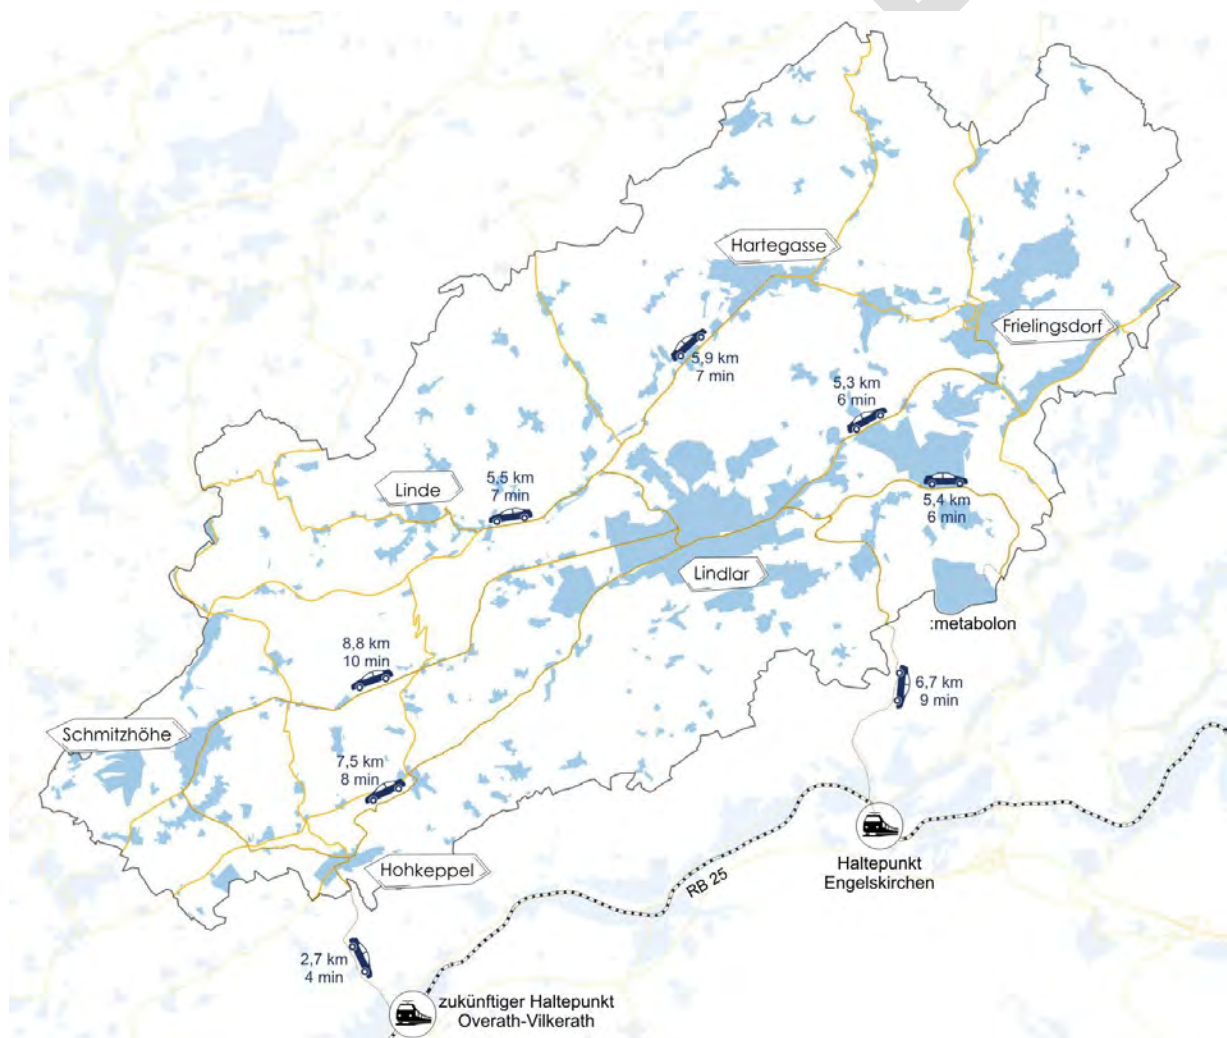 Hartegasse
Frielingsdorf
5,9 km
7 min
5,3 km
6 min
Linde
5,5 km
7 min
5,4 km
6 min
Lindlar
:metabolon
8,8 km
10 min
6,7 km
9 min
Schmitzhöhe
7,5 km
8 min
Hohkeppel
Haltepunkt
Engelskirchen
RB 25
2,7 km
4 min
zukünftiger Haltepunkt
Overath-Vilkerath